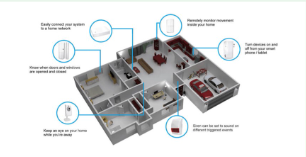 Easily connect your system
to a home network
Remotely monitor movement
inside your home
Turn devices on and
off from your smart
phone / tablet
Know when doors and windows
are opened and closed
Keep an eye on your home
while you're away
Siren can be set to sound on
different triggered events